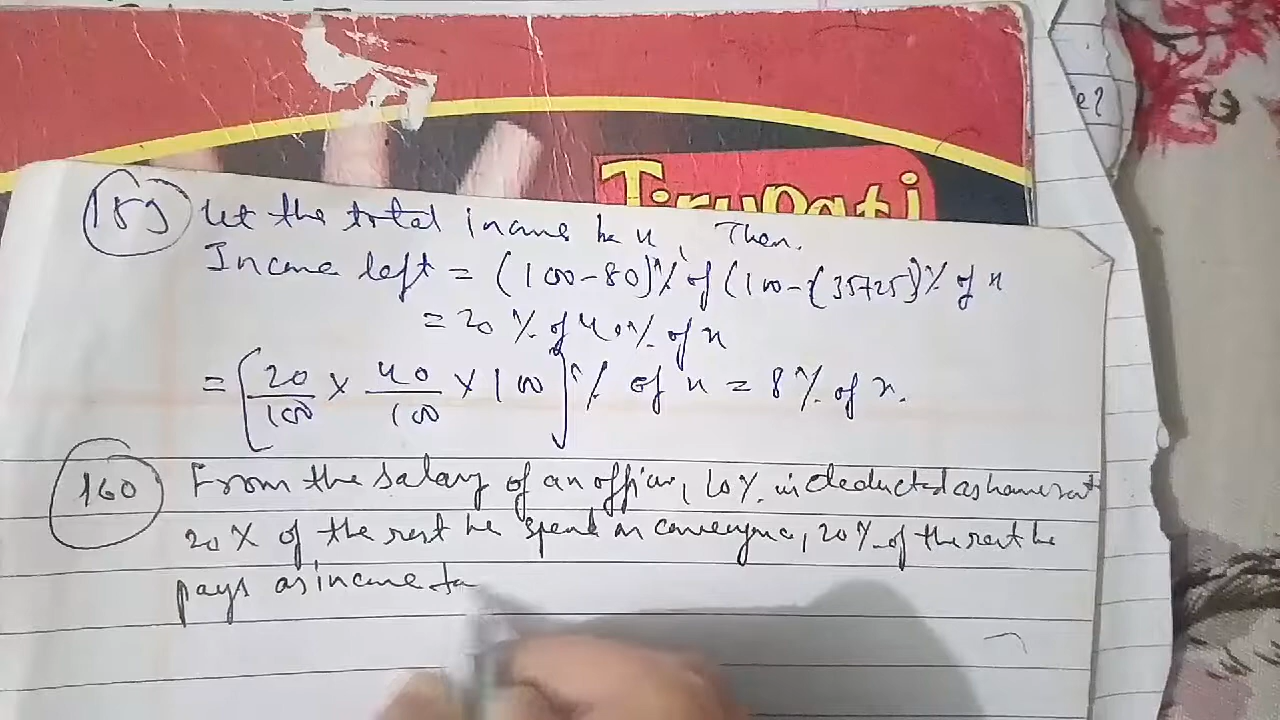 e?
Tirupati
159 Let the total Income be x, Then.
Income left = (100-80)% of (100-(35+25))% of x
= 20 % of 40% of x
= [20/100 × 40/100 × 100]% of x = 8% of x.
160 From the salary of an officer, 10% is deducted as house rent
20% of the rest he spend on conveyance, 20% of the rest he
pays as income ta